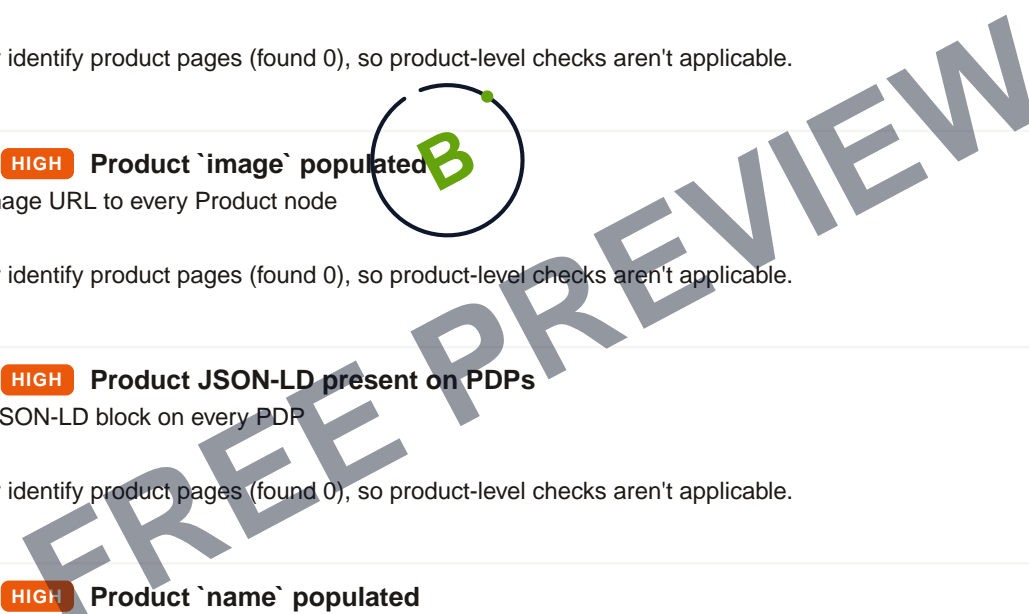 identify product pages (found 0), so product-level checks aren't applicable.
HIGH Product `image` populated
B
URL to every Product node
identify product pages (found 0), so product-level checks aren't applicable.
HIGH Product JSON-LD present on PDPs
SON-LD block on every PDP
identify product pages (found 0), so product-level checks aren't applicable.
HIGH Product `name` populated
FREE PREVIEW